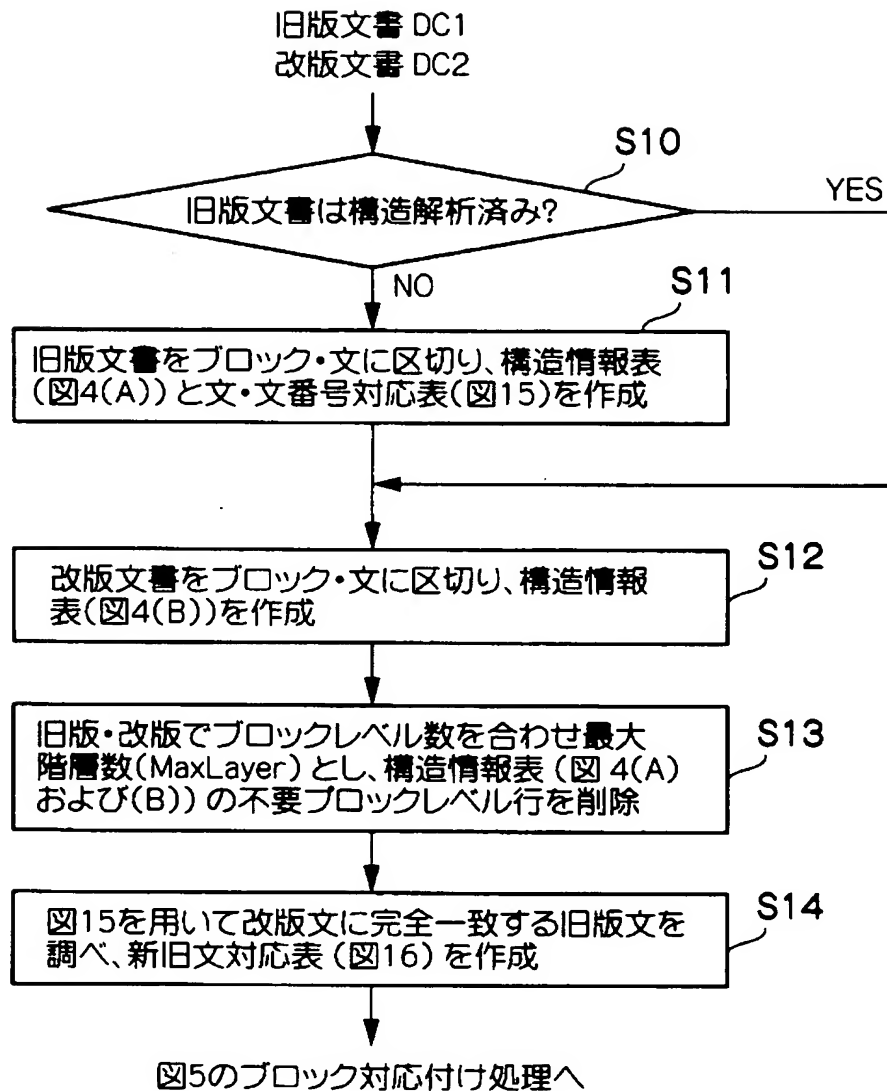 旧版文書 DC1
改版文書 DC2
S10
旧版文書は構造解析済み?
YES
NO
S11
旧版文書をブロック・文に区切り、構造情報表
(図4(A))と文・文番号対応表(図15)を作成
S12
改版文書をブロック・文に区切り、構造情報
表(図4(B))を作成
S13
旧版・改版でブロックレベル数を合わせ最大
階層数(MaxLayer)とし、構造情報表(図4(A)
および(B))の不要ブロックレベル行を削除
S14
図15を用いて改版文に完全一致する旧版文を
調べ、新旧文対応表(図16)を作成
図5のブロック対応付け処理へ